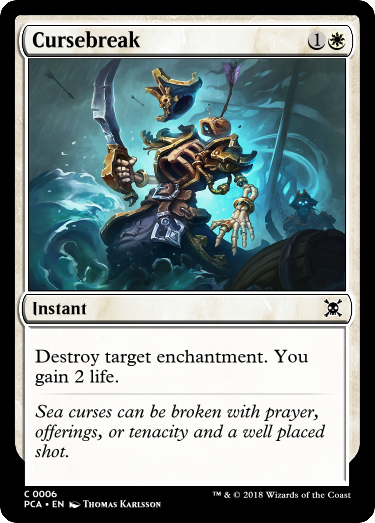 Cursebreak 1
Instant
Destroy target enchantment. You
gain 2 life.
Sea curses can be broken with prayer,
offerings, or tenacity and a well placed
shot.
C 0006
PCA • EN Thomas Karlsson
™ & © 2018 Wizards of the Coast